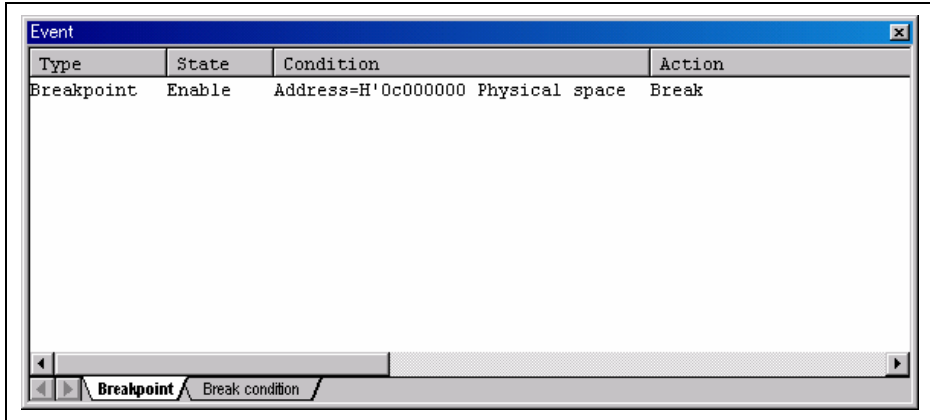 Event
Type State Condition Action
Breakpoint Enable Address=H'0c000000 Physical space Break
Breakpoint Break condition